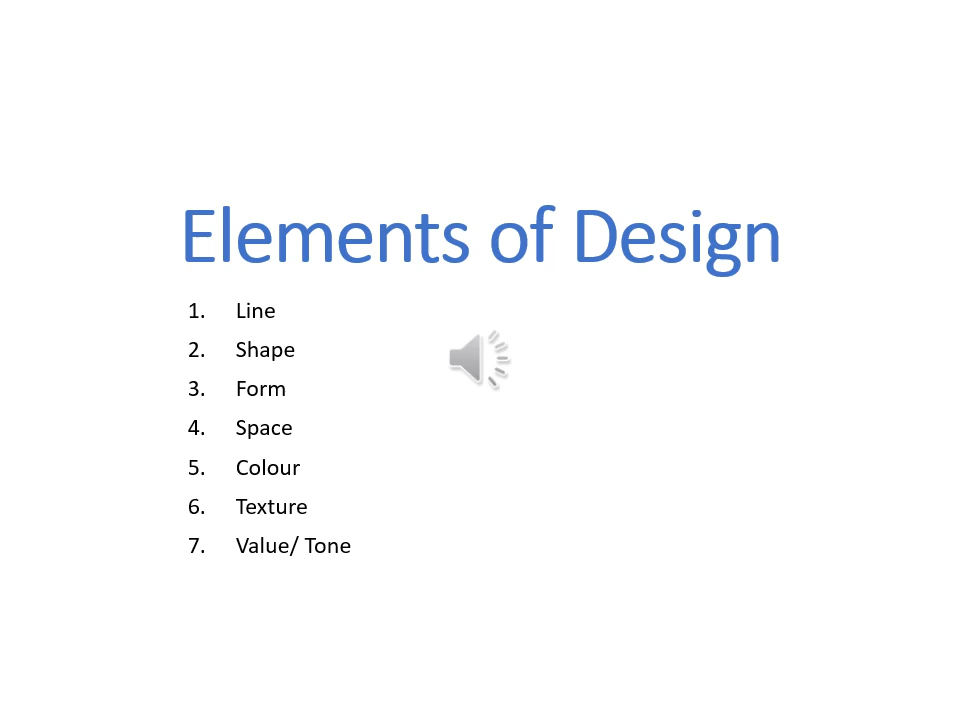 Elements of Design
1. Line
2. Shape
3. Form
4. Space
5. Colour
6. Texture
7. Value/ Tone